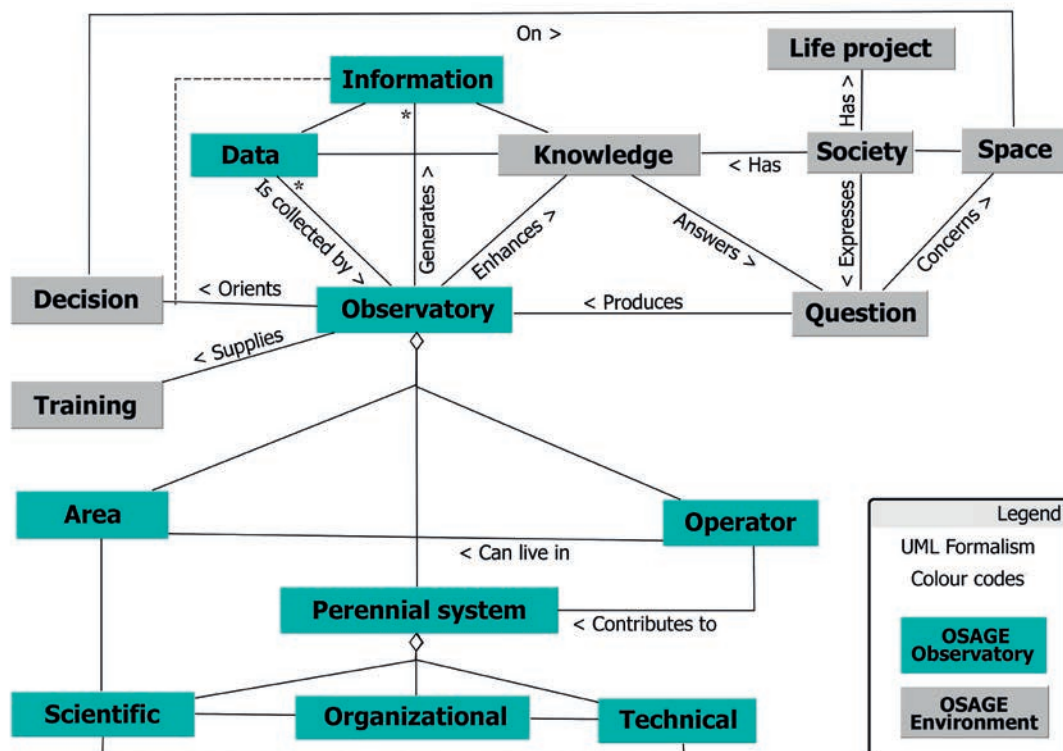 On >
Life project
Information
Has >
*
Data
Knowledge
Society
Space
< Has
*
Is collected by >
Generates >
Enhances >
Answers >
< Expresses
Concerns >
Decision
< Orients
Observatory
< Produces
Question
< Supplies
Training
Area
Operator
< Can live in
Perennial system
< Contributes to
Scientific
Organizational
Technical
Legend
UML Formalism
Colour codes
OSAGE
Observatory
OSAGE
Environment